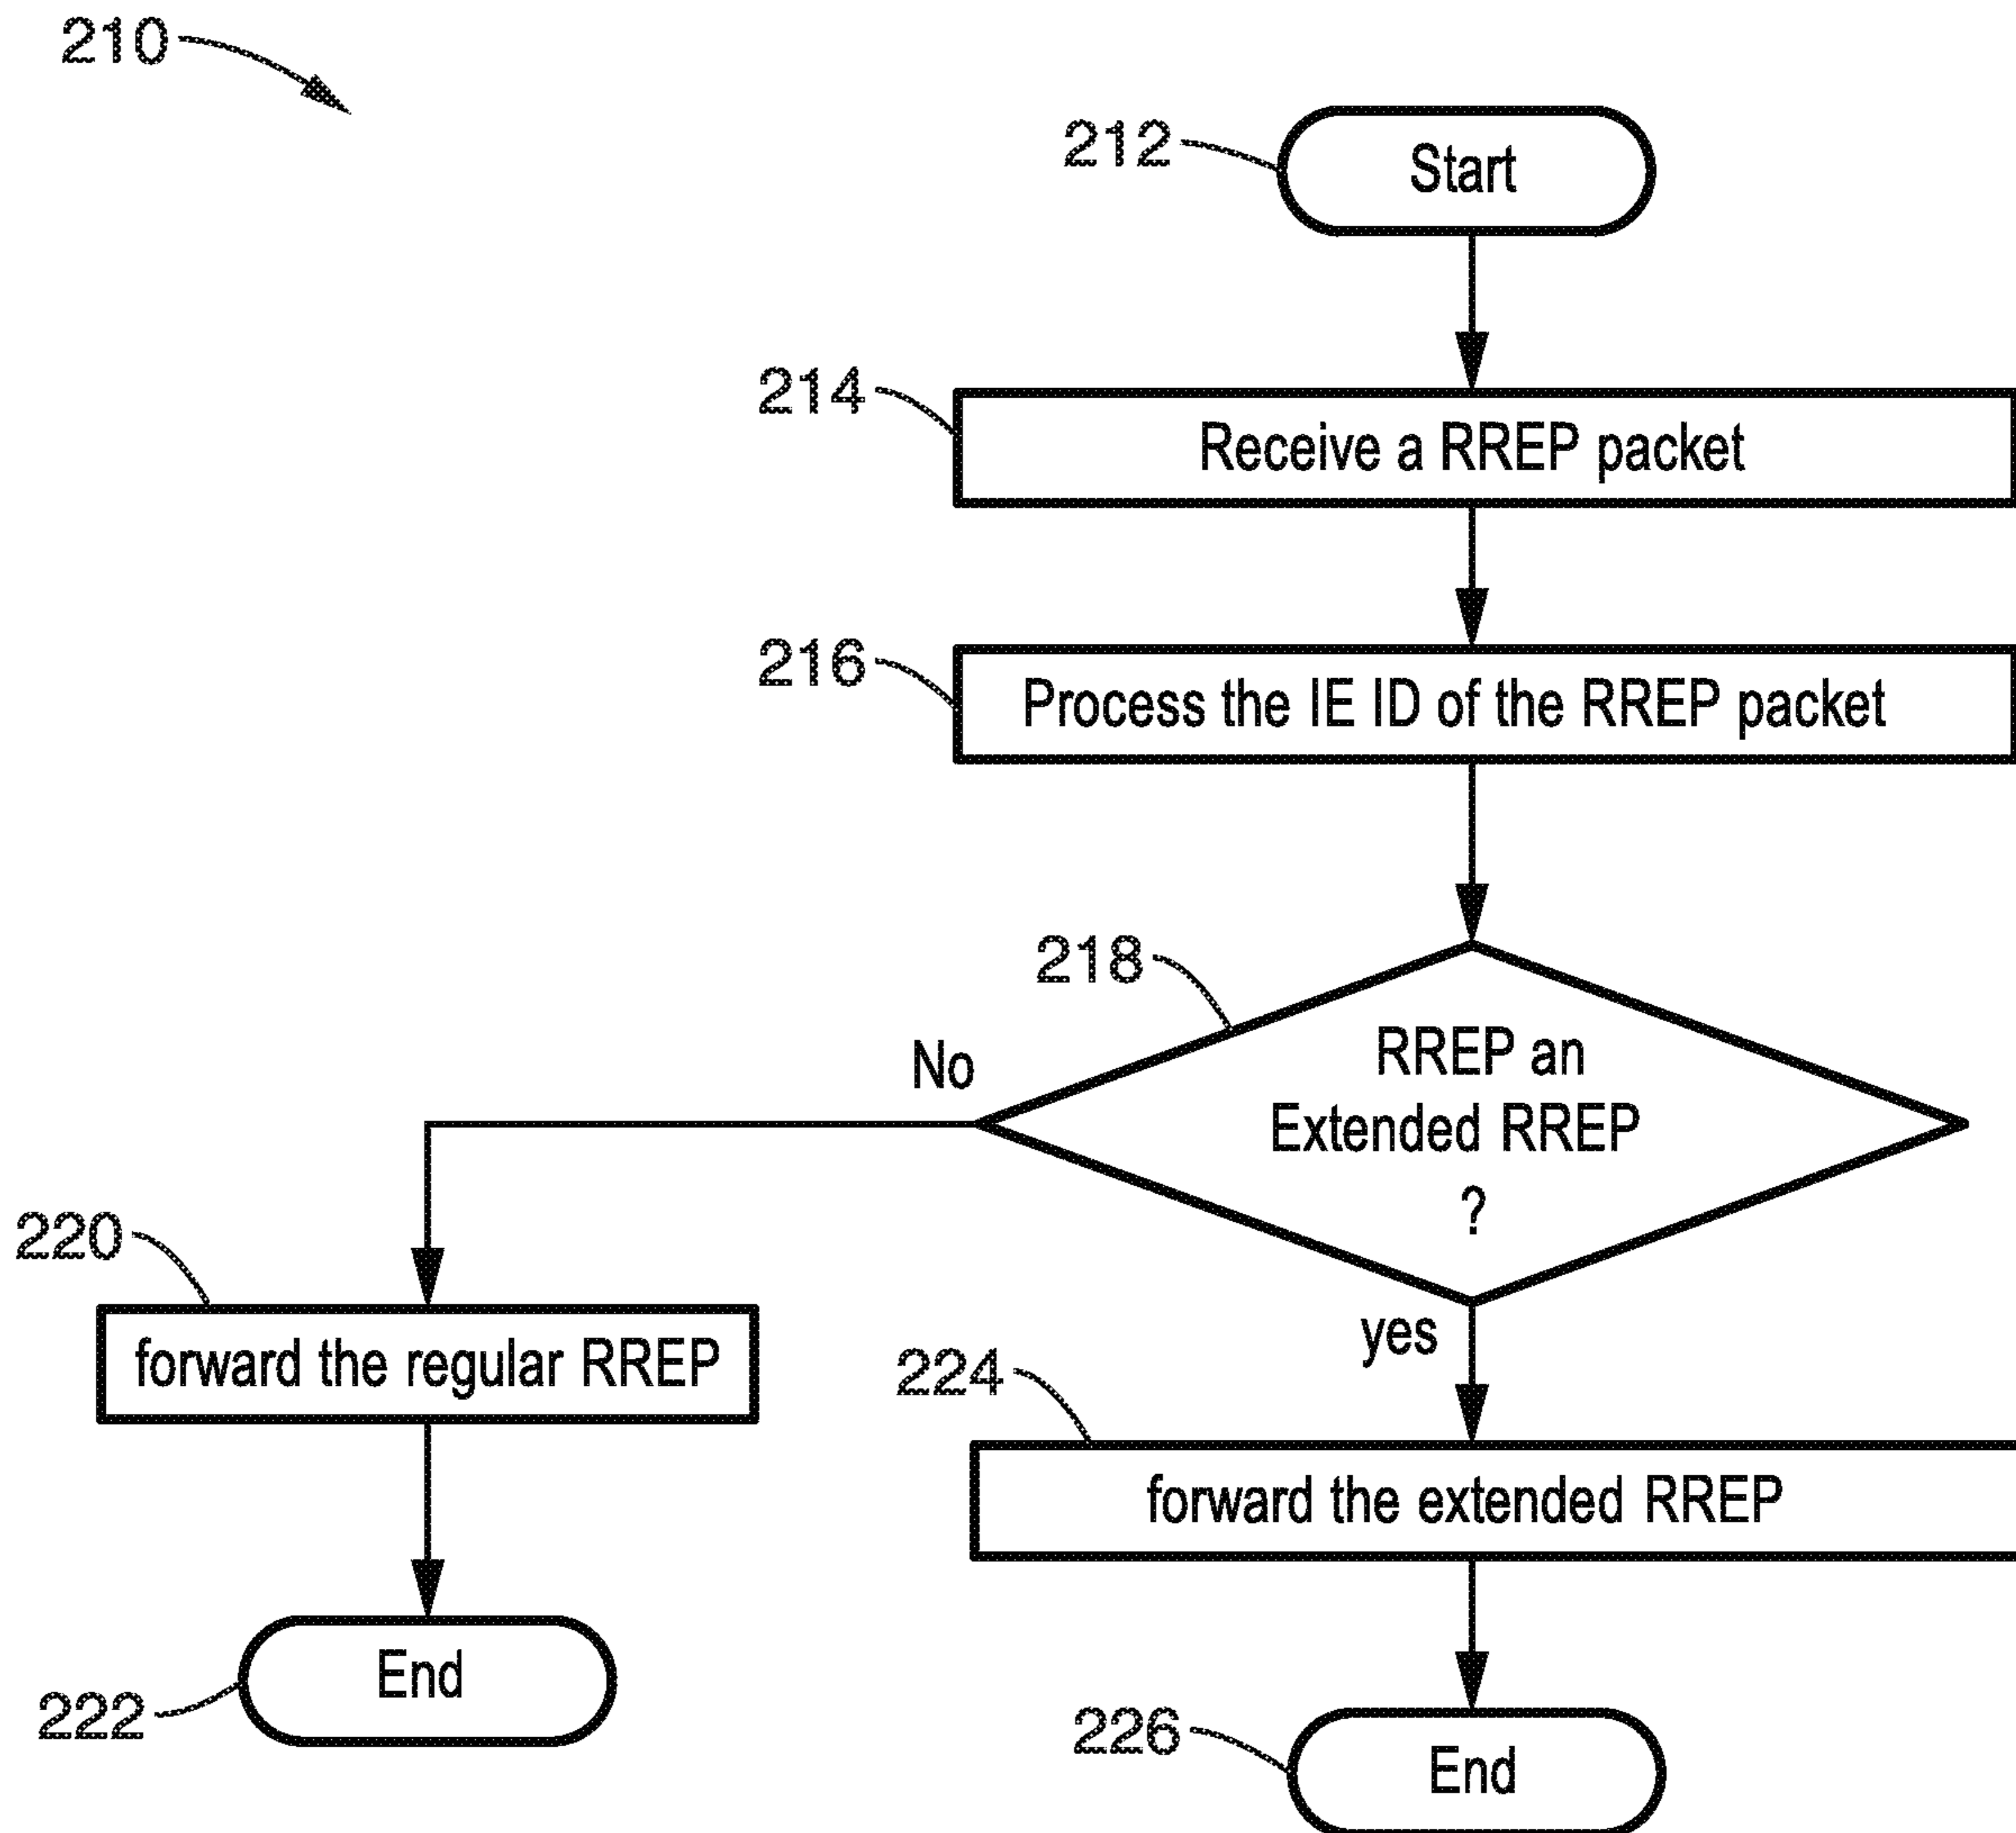 210
212
Start
214
Receive a RREP packet
216
Process the IE ID of the RREP packet
218
RREP an
Extended RREP
?
No
yes
220
forward the regular RREP
224
forward the extended RREP
222
End
226
End